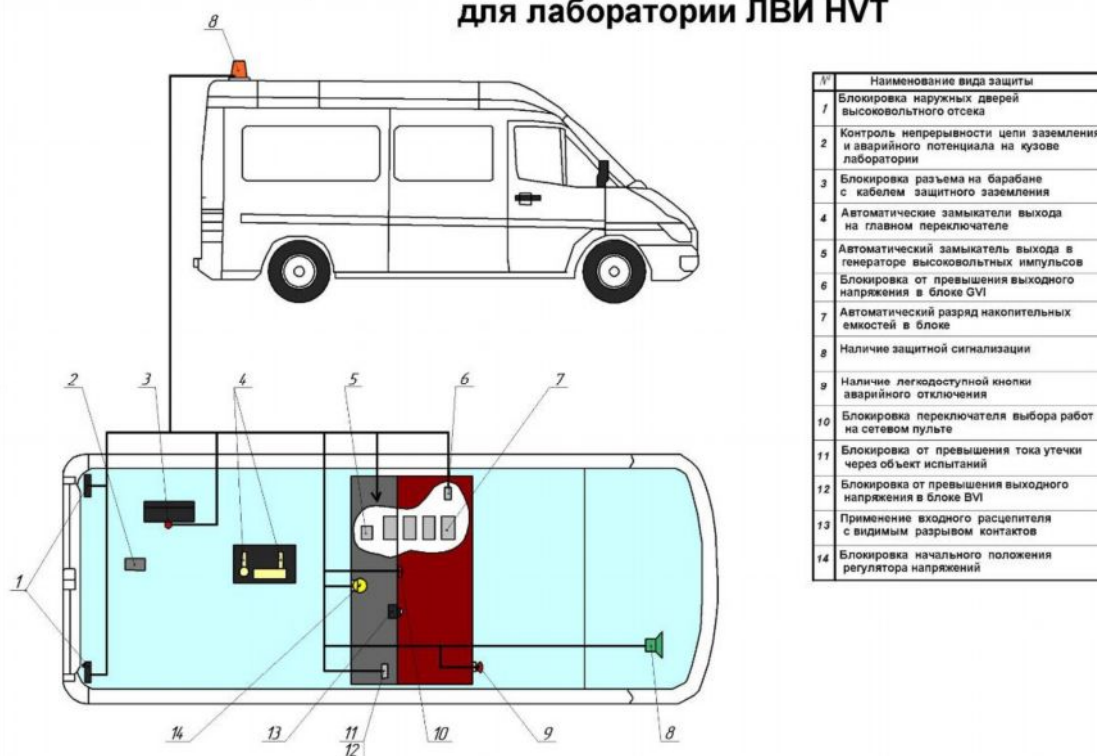 для лаборатории ЛВИ HVT
8
№ Наименование вида защиты
1 Блокировка наружных дверей
высоковольтного отсека
2 Контроль непрерывности цепи заземления
и аварийного потенциала на кузове
лаборатории
3 Блокировка разъема на барабане
с кабелем защитного заземления
4 Автоматические замыкатели выхода
на главном переключателе
5 Автоматический замыкатель выхода в
генераторе высоковольтных импульсов
6 Блокировка от превышения выходного
напряжения в блоке GVI
7 Автоматический разряд накопительных
емкостей в блоке
8 Наличие защитной сигнализации
9 Наличие легкодоступной кнопки
аварийного отключения
10 Блокировка переключателя выбора работ
на сетевом пульте
11 Блокировка от превышения тока утечки
через объект испытаний
12 Блокировка от превышения выходного
напряжения в блоке BVI
13 Применение входного расцепителя
с видимым разрывом контактов
14 Блокировка начального положения
регулятора напряжений
2 3 4 5 6 7
1
14 13 11 10 9 8
12